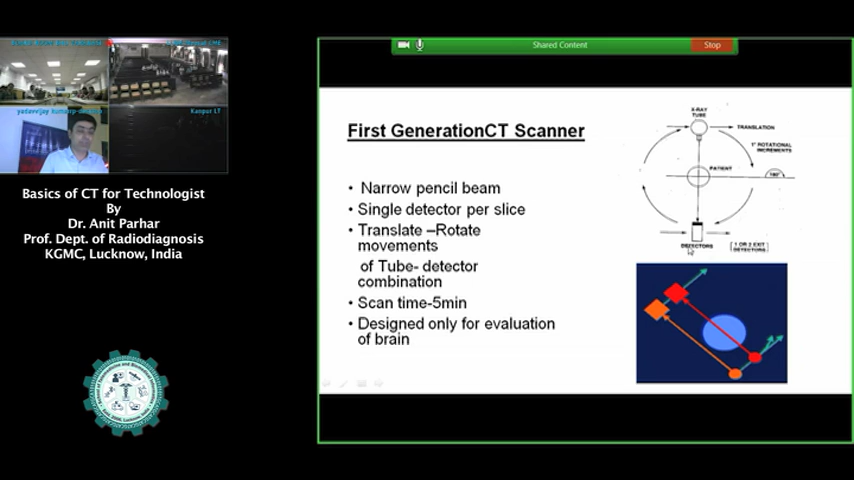 Kanpur LT
Basics of CT for Technologist
By
Dr. Anit Parhar
Prof. Dept. of Radiodiagnosis
KGMC, Lucknow, India
Shared Content
Stop
First GenerationCT Scanner
• Narrow pencil beam
• Single detector per slice
• Translate –Rotate
movements
of Tube- detector
combination
• Scan time-5min
• Designed only for evaluation
of brain
X-RAY
TUBE
TRANSLATION
1° ROTATIONAL
INCREMENTS
PATIENT
180°
DETECTORS
1 OR 2 EXIT
DETECTORS